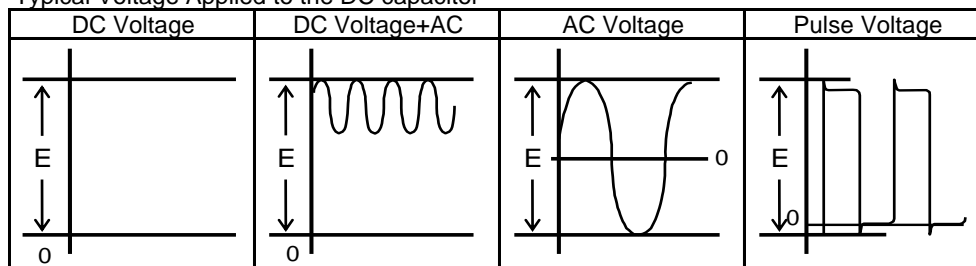 Typical Voltage Applied to the DC capacitor
DC Voltage DC Voltage+AC AC Voltage Pulse Voltage
E E E 0 E
0
0 0